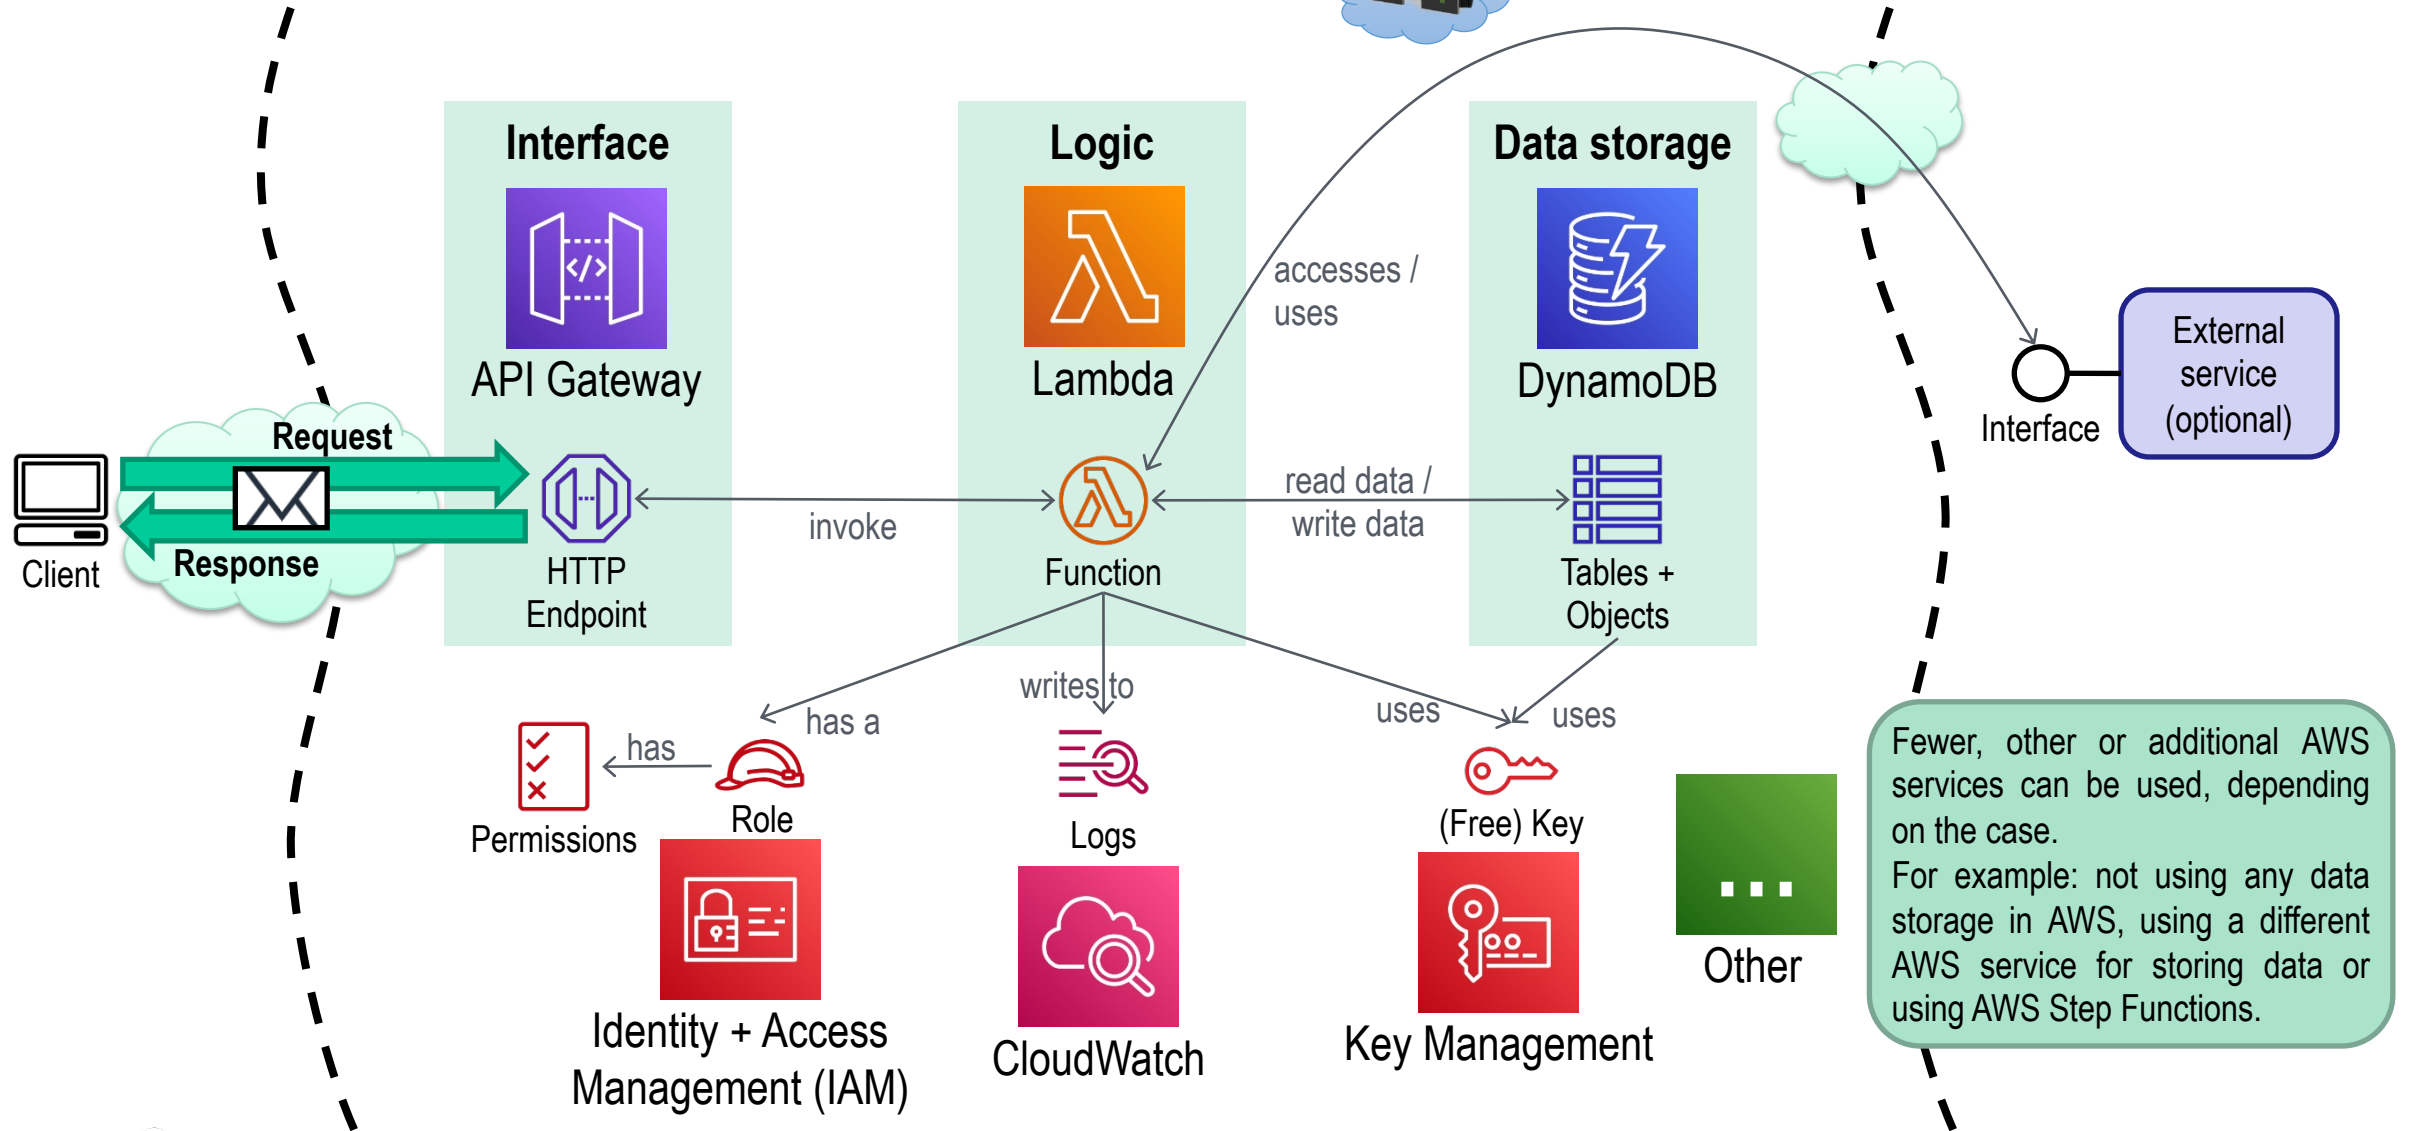 Interface
API Gateway
HTTP
Endpoint
Logic
Lambda
Function
Data storage
DynamoDB
Tables +
Objects
Client
Request
Response
invoke
accesses /
uses
read data /
write data
External
service
(optional)
Interface
has a
has
Permissions
Role
Identity + Access
Management (IAM)
writes to
Logs
CloudWatch
uses
uses
(Free) Key
Key Management
...
Other
Fewer, other or additional AWS
services can be used, depending
on the case.
For example: not using any data
storage in AWS, using a different
AWS service for storing data or
using AWS Step Functions.